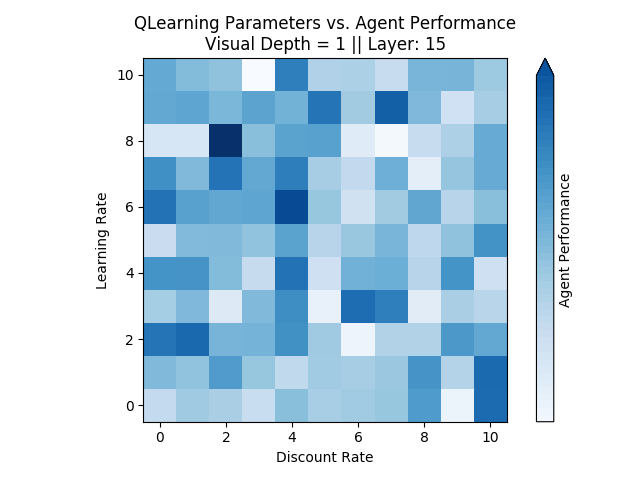 QLearning Parameters vs. Agent Performance
Visual Depth = 1 || Layer: 15
10
8
6
4
2
0
Learning Rate
0 2 4 6 8 10
Discount Rate
Agent Performance